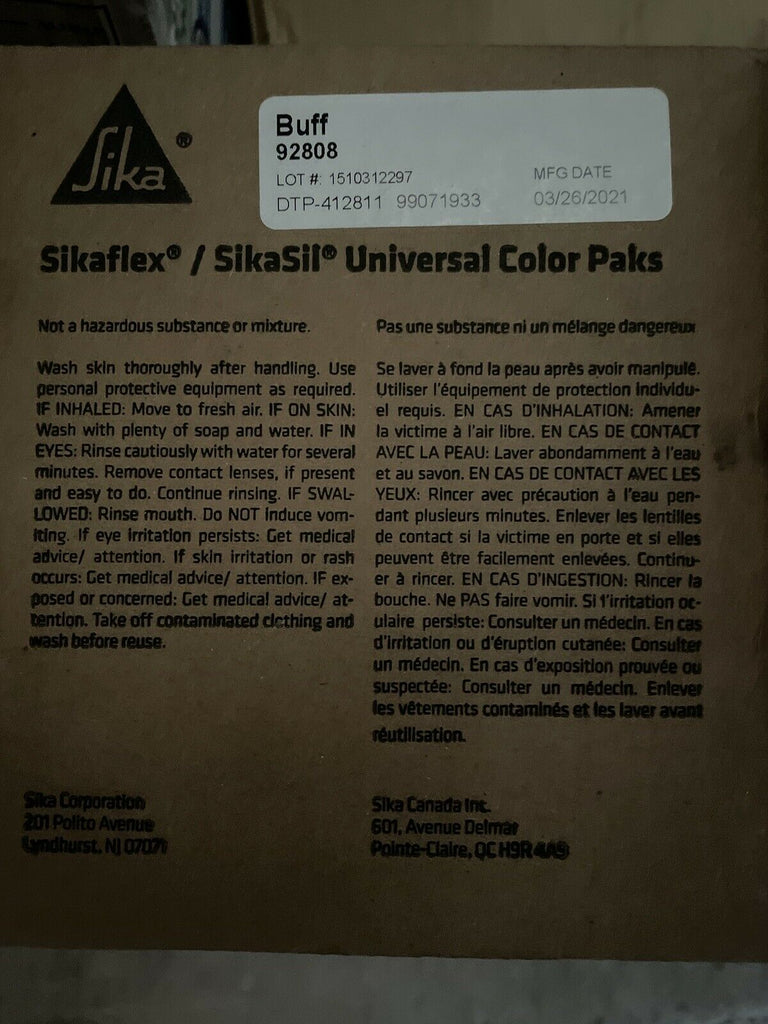 Sika®
Buff
92808
LOT #: 1510312297
MFG DATE
DTP-412811 99071933
03/26/2021
Sikaflex® / SikaSil® Universal Color Paks
Not a hazardous substance or mixture.
Wash skin thoroughly after handling. Use
personal protective equipment as required.
IF INHALED: Move to fresh air. IF ON SKIN:
Wash with plenty of soap and water. IF IN
EYES: Rinse cautiously with water for several
minutes. Remove contact lenses, if present
and easy to do. Continue rinsing. IF SWAL-
LOWED: Rinse mouth. Do NOT induce vom-
iting. If eye irritation persists: Get medical
advice/ attention. If skin irritation or rash
occurs: Get medical advice/ attention. IF ex-
posed or concerned: Get medical advice/ at-
tention. Take off contaminated clothing and
wash before reuse.
Pas une substance ni un mélange dangereux
Se laver à fond la peau après avoir manipulé.
Utiliser l'équipement de protection individu-
el requis. EN CAS D'INHALATION: Amener
la victime à l'air libre. EN CAS DE CONTACT
AVEC LA PEAU: Laver abondamment à l'eau
et au savon. EN CAS DE CONTACT AVEC LES
YEUX: Rincer avec précaution à l'eau pen-
dant plusieurs minutes. Enlever les lentilles
de contact si la victime en porte et si elles
peuvent être facilement enlevées. Continu-
er à rincer. EN CAS D'INGESTION: Rincer la
bouche. Ne PAS faire vomir. Si l'irritation oc-
ulaire persiste: Consulter un médecin. En cas
d'irritation ou d'éruption cutanée: Consulter
un médecin. En cas d'exposition prouvée ou
suspectée: Consulter un médecin. Enlever
les vêtements contaminés et les laver avant
réutilisation.
Sika Corporation
201 Polito Avenue
Lyndhurst, NJ 07071
Sika Canada Inc.
601, Avenue Delmar
Pointe-Claire, QC H9R 4A9